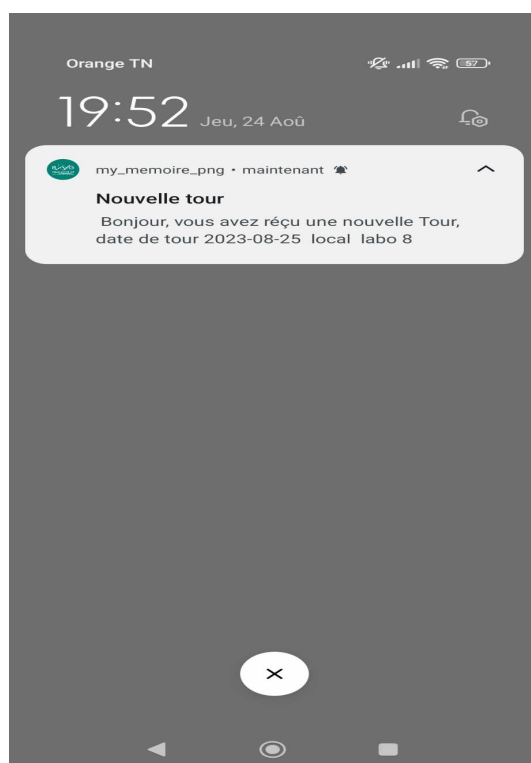 Orange TN
57
19:52 Jeu, 24 Aoû
my_memoire_png • maintenant
Nouvelle tour
Bonjour, vous avez réçu une nouvelle Tour,
date de tour 2023-08-25 local labo 8